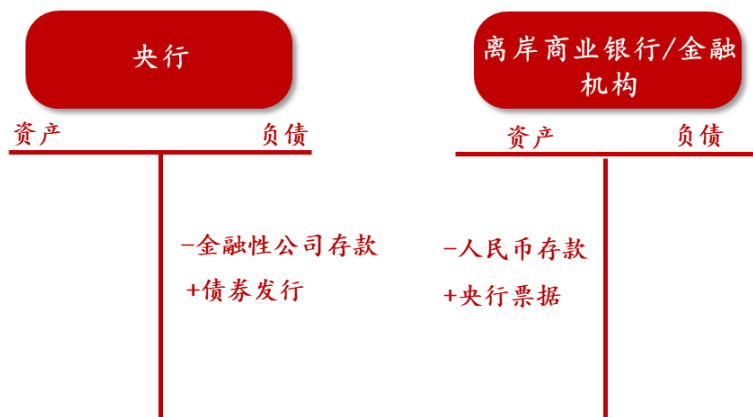 央行
资产 负债
-金融性公司存款
+债券发行
离岸商业银行/金融
机构
资产 负债
-人民币存款
+央行票据